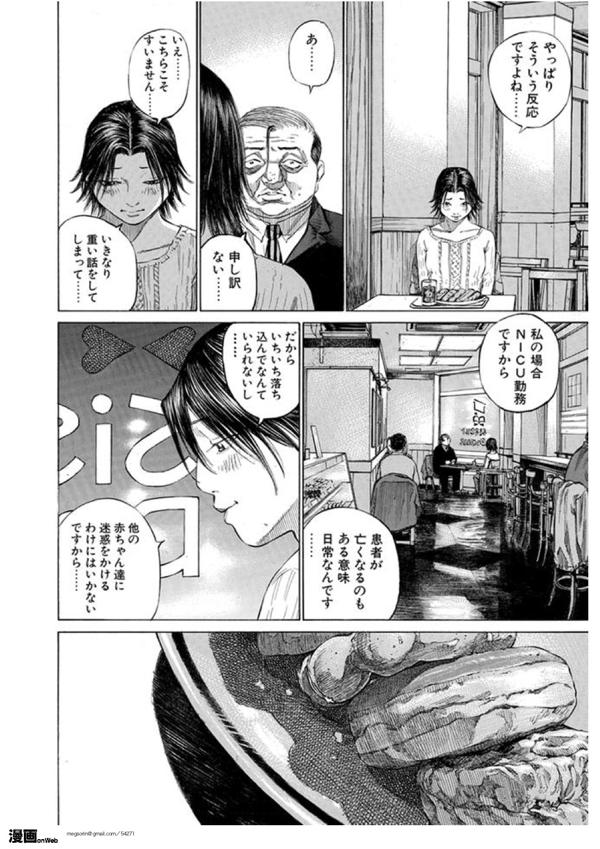 やっぱり
そういう反応
ですよね……
あ……
申し訳
ない……
いえ……
こちらこそ
すいません…
いきなり
重い話をして
しまって……
私の場合
NICU勤務
ですから
……患者が
亡くなるのも
ある意味
日常なんです
だから
いちいち落ち
込んでなんて
いられないし
……
他の
赤ちゃん達に
迷惑をかける
わけにはいかない
ですから……
漫画 on Web
megaorin@gmail.com/54271